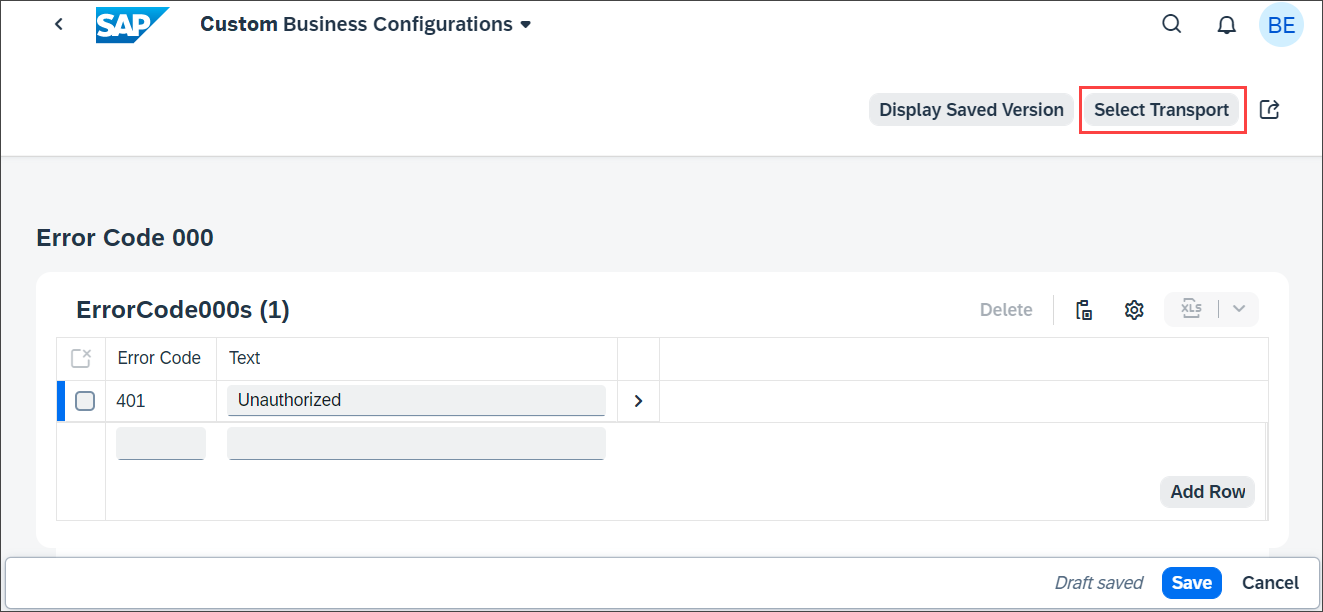 SAP Custom Business Configurations BE
Display Saved Version Select Transport
Error Code 000
ErrorCode000s (1) Delete XLS
Error Code Text
401 Unauthorized
Add Row
Draft saved Save Cancel